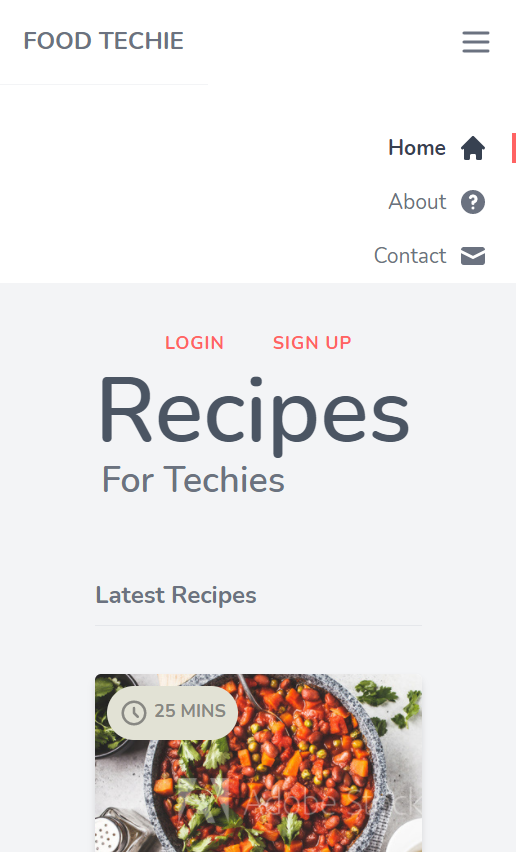 FOOD TECHIE
Home
About
Contact
LOGIN SIGN UP
Recipes
For Techies
Latest Recipes
25 MINS
Adobe Stock